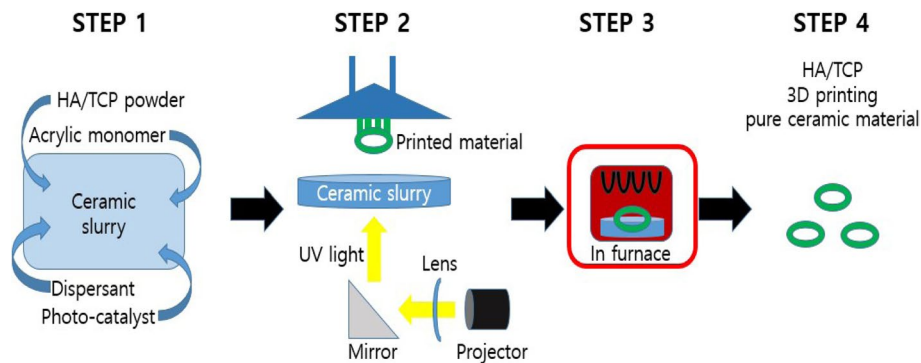 STEP 1
HA/TCP powder
Acrylic monomer
Ceramic
slurry
Dispersant
Photo-catalyst
STEP 2
Printed material
Ceramic slurry
UV light
Lens
Mirror
Projector
STEP 3
In furnace
STEP 4
HA/TCP
3D printing
pure ceramic material